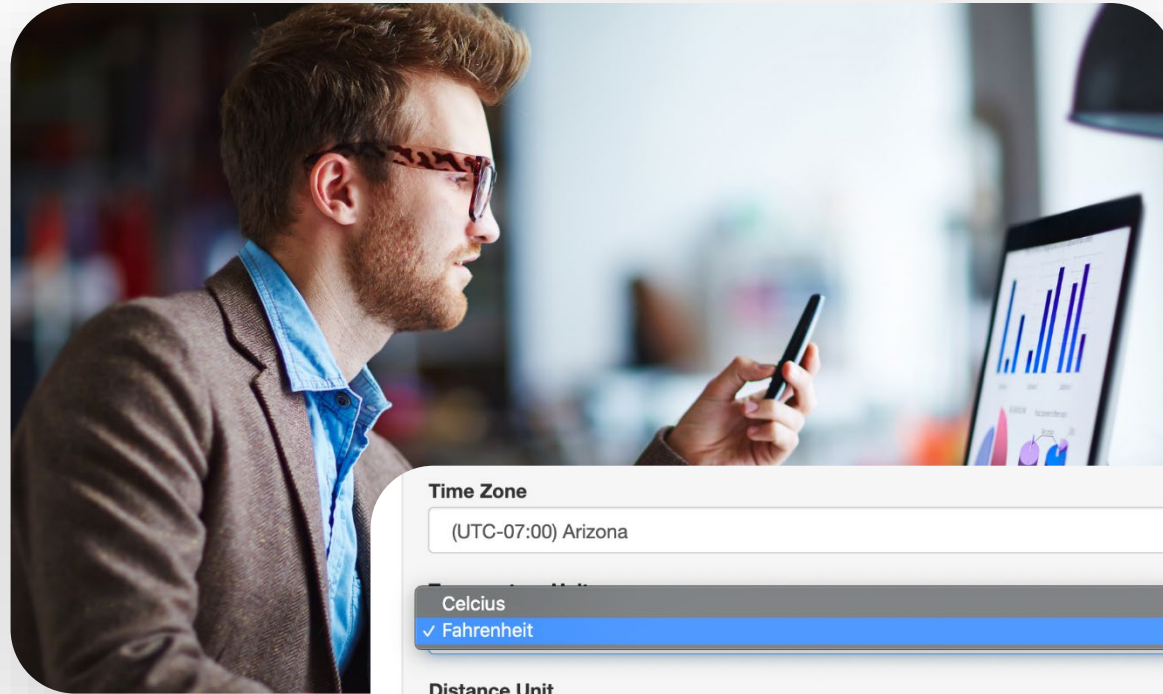 Time Zone
(UTC-07:00) Arizona
Celcius
✓ Fahrenheit
Distance Unit